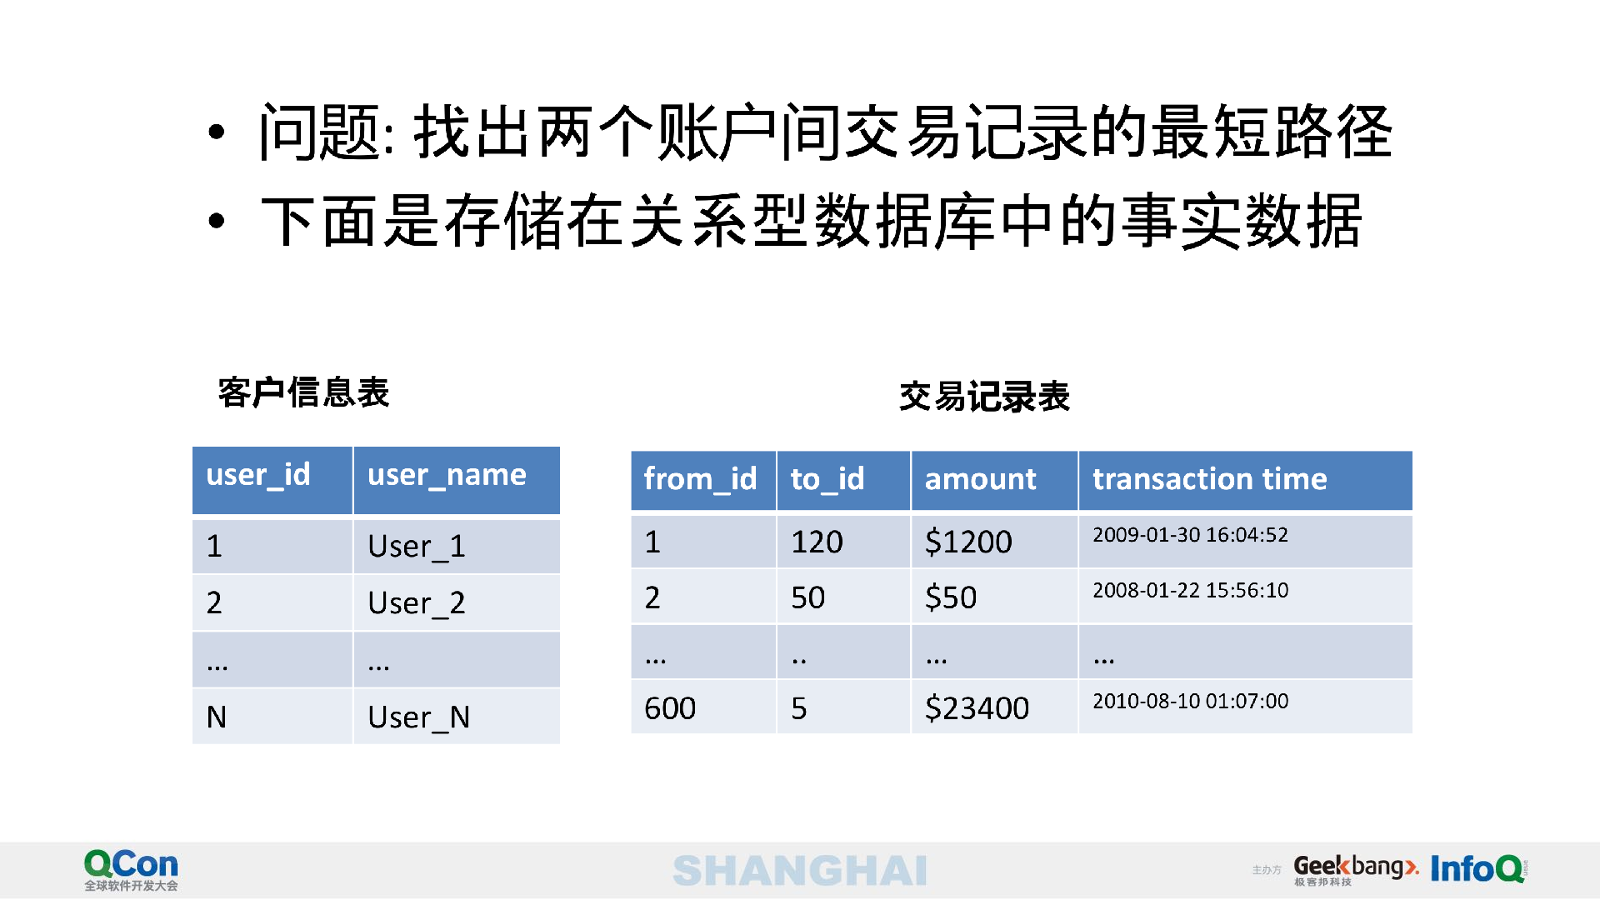 • 问题: 找出两个账户间交易记录的最短路径
• 下面是存储在关系型数据库中的事实数据
客户信息表
user_id user_name
1 User_1
2 User_2
... ...
N User_N
交易记录表
from_id to_id amount transaction time
1 120 $1200 2009-01-30 16:04:52
2 50 $50 2008-01-22 15:56:10
... .. ... ...
600 5 $23400 2010-08-10 01:07:00
QCon
全球软件开发大会
SHANGHAI
主办方
Geekbang>.
极客邦科技
InfoQ